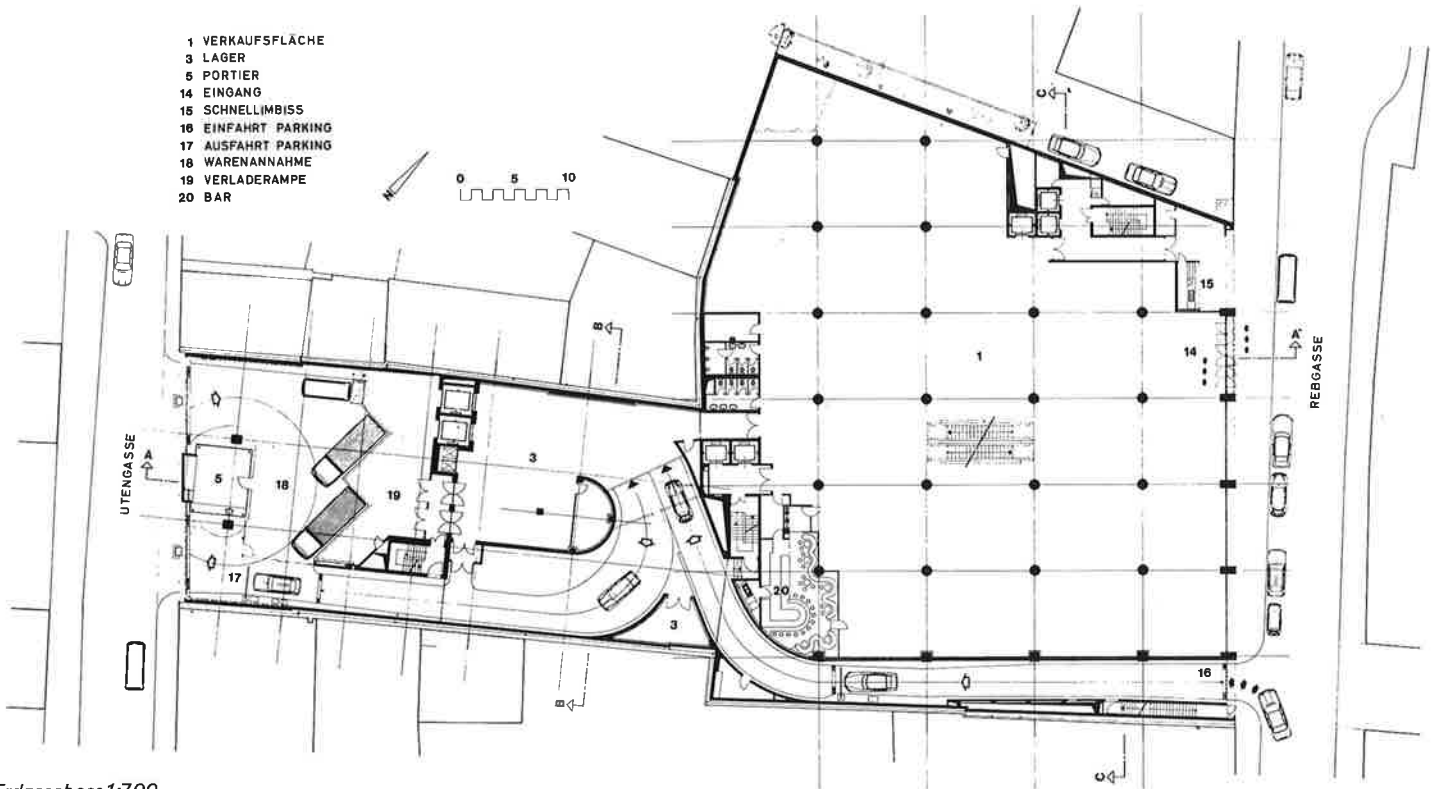 1 VERKAUFSFLÄCHE
3 LAGER
5 PORTIER
14 EINGANG
15 SCHNELLIMBISS
16 EINFAHRT PARKING
17 AUSFAHRT PARKING
18 WARENANNAHME
19 VERLADERAMPE
20 BAR
N
0 5 10
C
15
B
1
14
A'
REBGASSE
UTENGASSE
A
5
18
19
3
17
20
3
16
B
C
Erdgeschoss 1:700